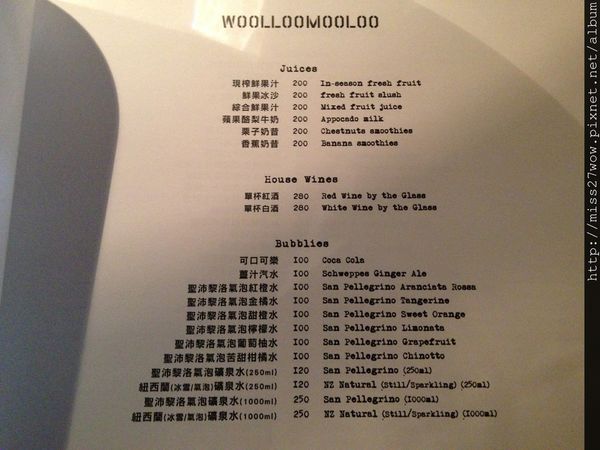 WOOLLOOMOOLOO
Juices
現榨鮮果汁 200 In-season fresh fruit
鮮果冰沙 200 fresh fruit slush
綜合鮮果汁 200 Mixed fruit juice
蘋果酪梨牛奶 200 Appocado milk
栗子奶昔 200 Chestnuts smoothies
香蕉奶昔 200 Banana smoothies
House Wines
單杯紅酒 280 Red Wine by the Glass
單杯白酒 280 White Wine by the Glass
Bubblies
可口可樂 100 Coca Cola
薑汁汽水 100 Schweppes Ginger Ale
聖沛黎洛氣泡紅橙水 100 San Pellegrino Aranciata Rossa
聖沛黎洛氣泡金橘水 100 San Pellegrino Tangerine
聖沛黎洛氣泡甜橙水 100 San Pellegrino Sweet Orange
聖沛黎洛氣泡檸檬水 100 San Pellegrino Limonata
聖沛黎洛氣泡葡萄柚水 100 San Pellegrino Grapefruit
聖沛黎洛氣泡苦甜柑橘水 100 San Pellegrino Chinotto
聖沛黎洛氣泡礦泉水(250ml) 120 San Pellegrino (250ml)
紐西蘭(冰雪/氣泡)礦泉水(250ml) 120 NZ Natural (Still/Sparkling) (250ml)
聖沛黎洛氣泡礦泉水(1000ml) 250 San Pellegrino (1000ml)
紐西蘭(冰雪/氣泡)礦泉水(1000ml) 250 NZ Natural (Still/Sparkling) (1000ml)
http://miss27wow.pixnet.net/album